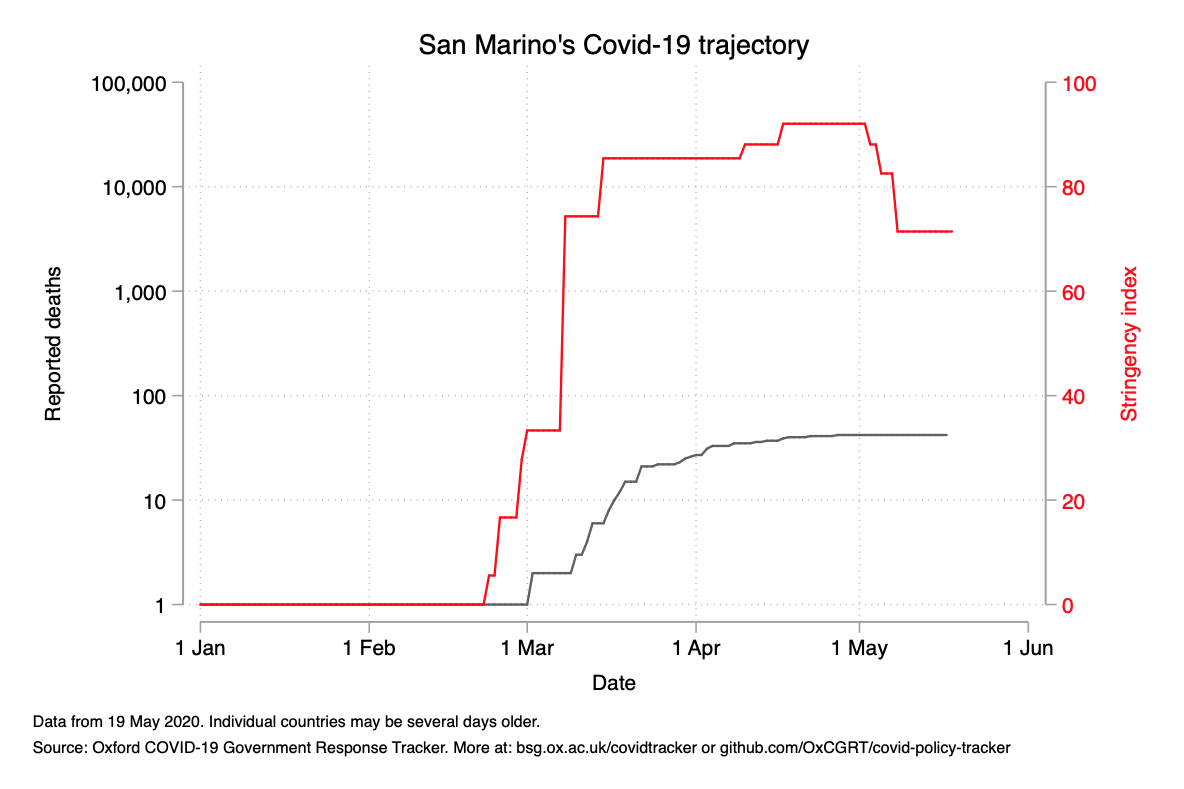 San Marino's Covid-19 trajectory
100,000
10,000
1,000
100
10
1
Reported deaths
100
80
60
40
20
0
Stringency index
1 Jan
1 Feb
1 Mar
1 Apr
1 May
1 Jun
Date
Data from 19 May 2020. Individual countries may be several days older.
Source: Oxford COVID-19 Government Response Tracker. More at: bsg.ox.ac.uk/covidtracker or github.com/OxCGRT/covid-policy-tracker